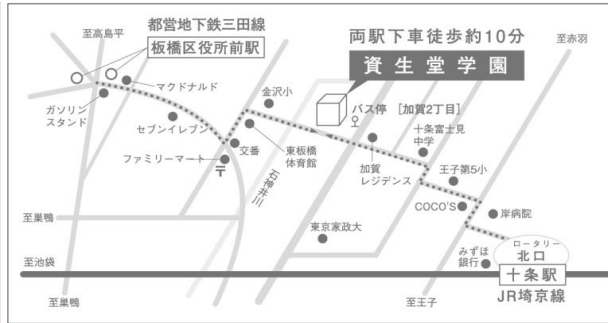 至高島平
都営地下鉄三田線
板橋区役所前駅
両駅下車徒歩約10分
資生堂学園
至赤羽
マクドナルド
金沢小
バス停 [加賀2丁目]
ガソリン
スタンド
セブンイレブン
十条富士見
中学
交番
東板橋
体育館
ファミリーマート
〒
加賀
レジデンス
王子第5小
石神井川
COCO'S
岸病院
至巣鴨
東京家政大
ロータリー
北口
みずほ
銀行
至池袋
十条駅
至巣鴨
至王子
JR埼京線